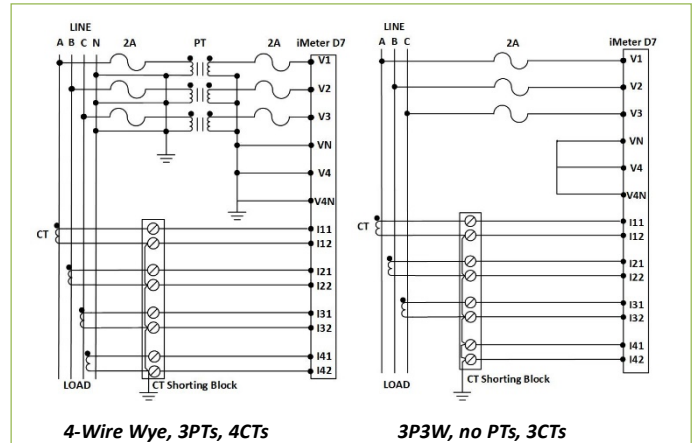 LINE
A B C N 2A PT 2A iMeter D7
V1
V2
V3
VN
V4
V4N
CT
I11
I12
I21
I22
I31
I32
I41
I42
LOAD CT Shorting Block
4-Wire Wye, 3PTs, 4CTs
LINE
A B C 2A iMeter D7
V1
V2
V3
VN
V4
V4N
CT
I11
I12
I21
I22
I31
I32
I41
I42
LOAD CT Shorting Block
3P3W, no PTs, 3CTs